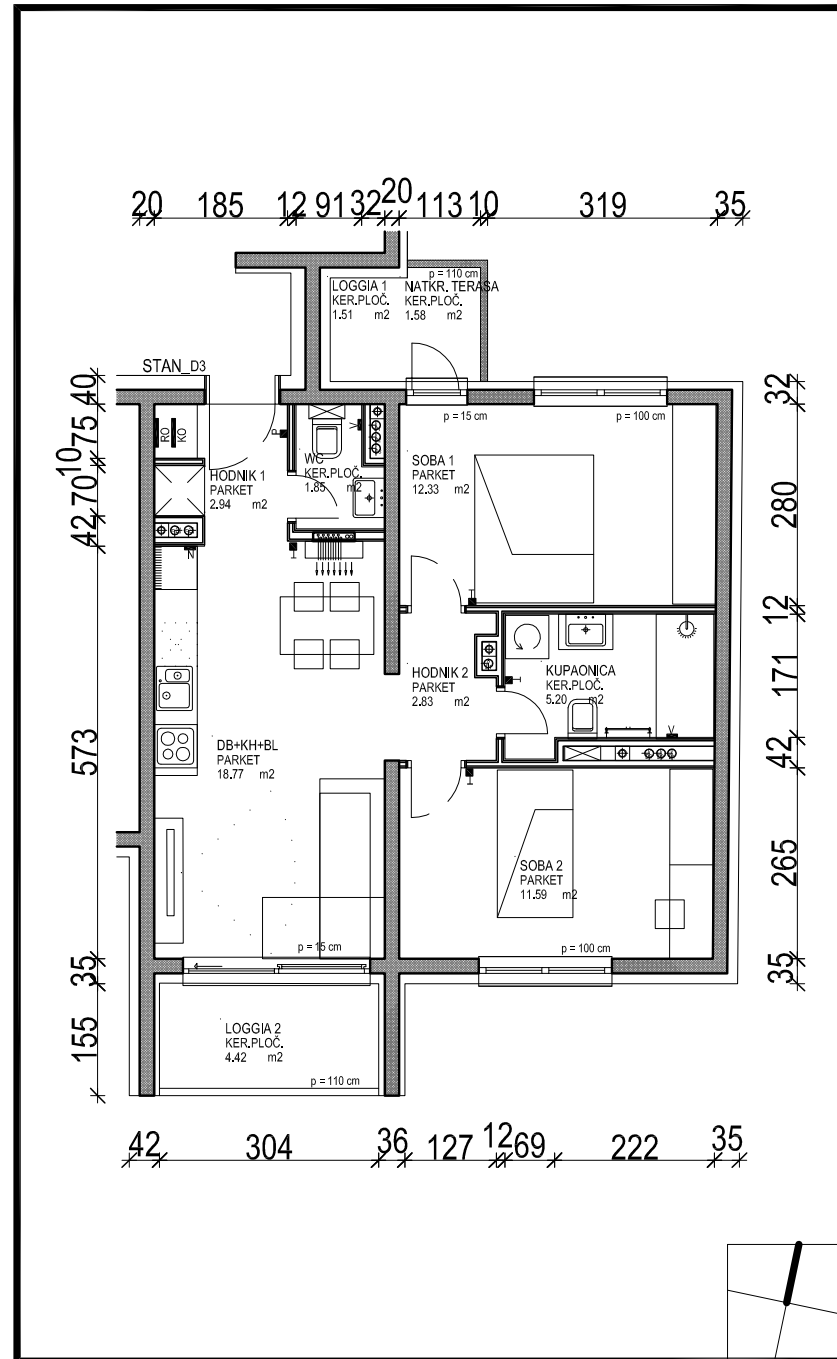 20 185 12 91 32 20 113 10 319 35
p = 110 cm
LOGGIA 1
KER.PLOČ.
1.51 m2
NATKR. TERASA
KER.PLOČ.
1.58 m2
STAN_D3
40 75 10 70 42 573 35 155
32 280 12 171 42 265 35
p = 15 cm
p = 100 cm
RO
KO
P
V
WC
KER.PLOČ.
1.85 m2
HODNIK 1
PARKET
2.94 m2
SOBA 1
PARKET
12.33 m2
N
HODNIK 2
PARKET
2.83 m2
KUPAONICA
KER.PLOČ.
5.20 m2
V
DB+KH+BL
PARKET
18.77 m2
SOBA 2
PARKET
11.59 m2
p = 15 cm
p = 100 cm
LOGGIA 2
KER.PLOČ.
4.42 m2
p = 110 cm
42 304 36 127 12 69 222 35